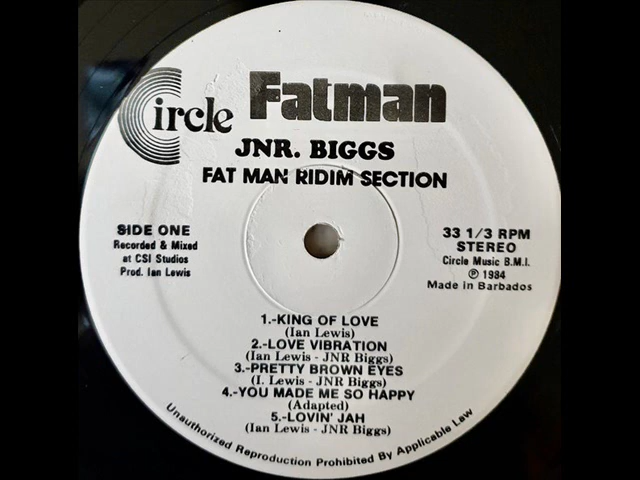 Circle Fatman
JNR. BIGGS
FAT MAN RIDIM SECTION
SIDE ONE
Recorded & Mixed
at CSI Studios
Prod. Ian Lewis
33 1/3 RPM
STEREO
Circle Music B.M.I.
℗ 1984
Made in Barbados
1.-KING OF LOVE
(Ian Lewis)
2.-LOVE VIBRATION
(Ian Lewis - JNR Biggs)
3.-PRETTY BROWN EYES
(I. Lewis - JNR Biggs)
4.-YOU MADE ME SO HAPPY
(Adapted)
5.-LOVIN' JAH
(Ian Lewis - JNR Biggs)
Unauthorized Reproduction Prohibited By Applicable Law